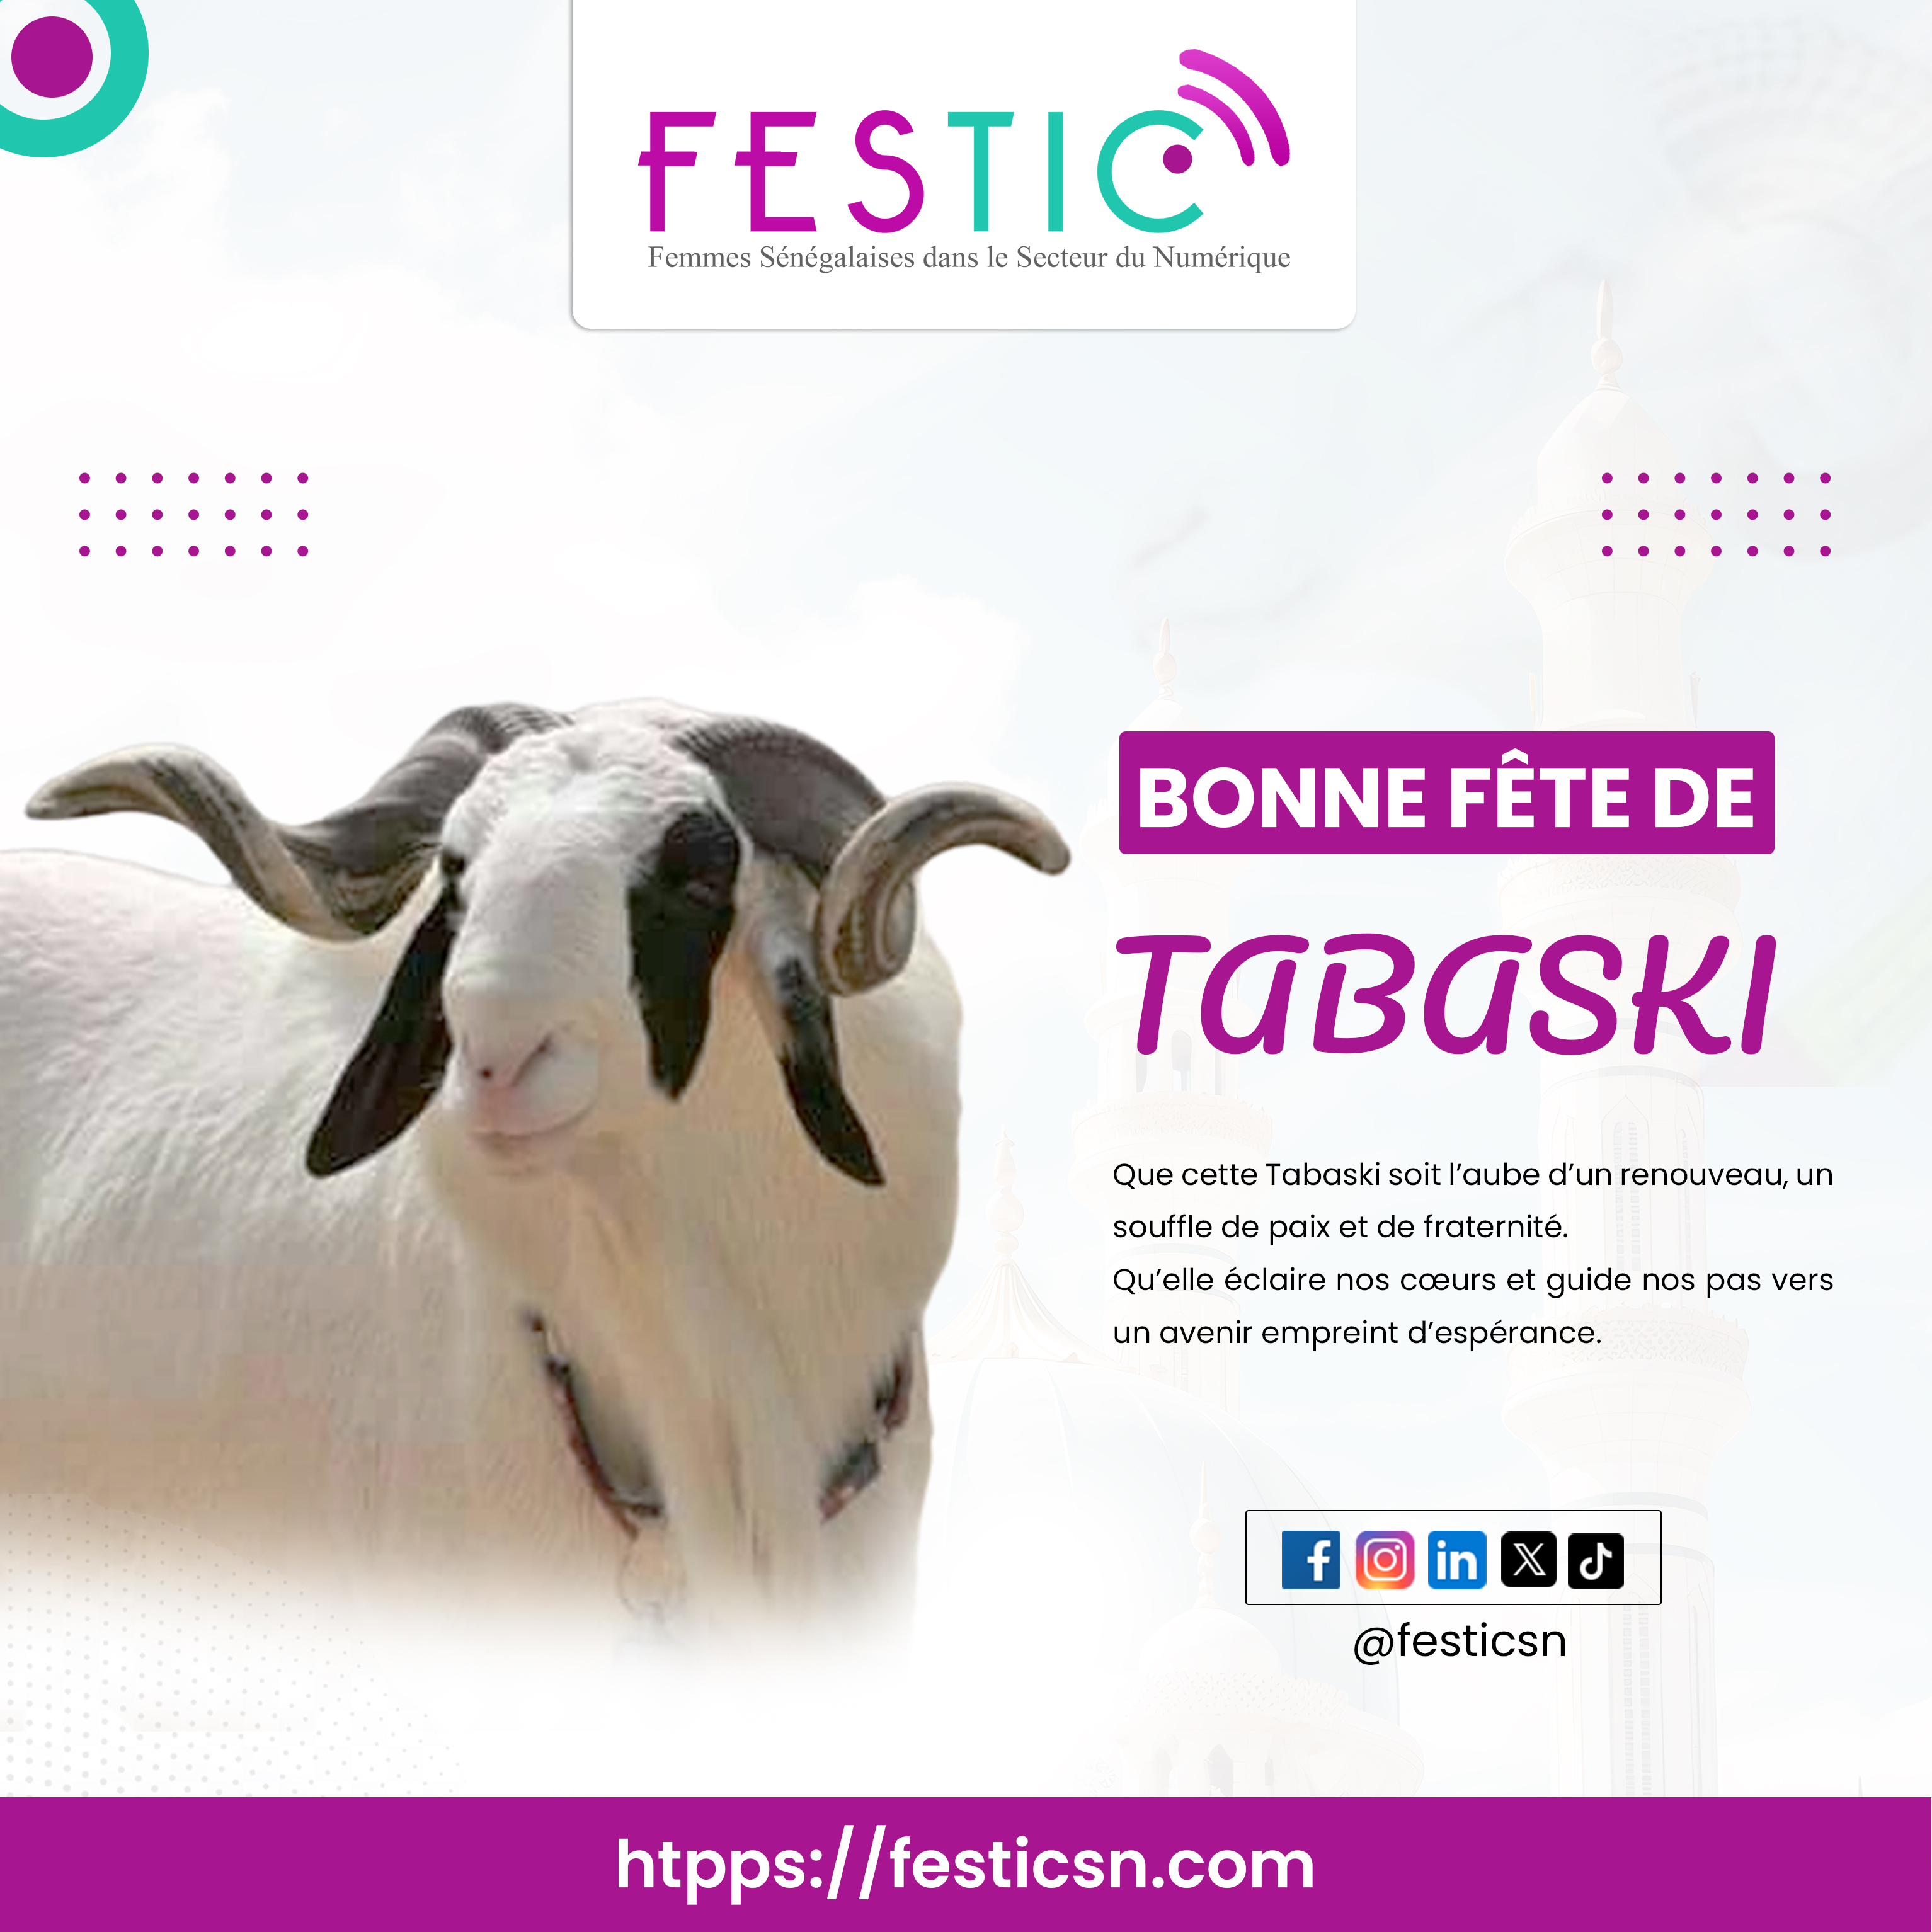 FESTIC
Femmes Sénégalaises dans le Secteur du Numérique
BONNE FÊTE DE
TABASKI
Que cette Tabaski soit l’aube d’un renouveau, un
souffle de paix et de fraternité.
Qu’elle éclaire nos cœurs et guide nos pas vers
un avenir empreint d’espérance.
@festicsn
htpps://festicsn.com